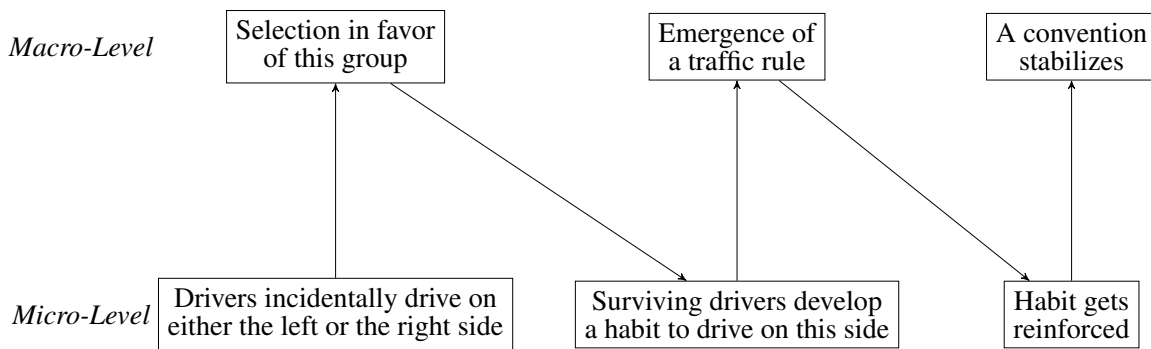 Macro-Level
Selection in favor
of this group
Emergence of
a traffic rule
A convention
stabilizes
Micro-Level
Drivers incidentally drive on
either the left or the right side
Surviving drivers develop
a habit to drive on this side
Habit gets
reinforced